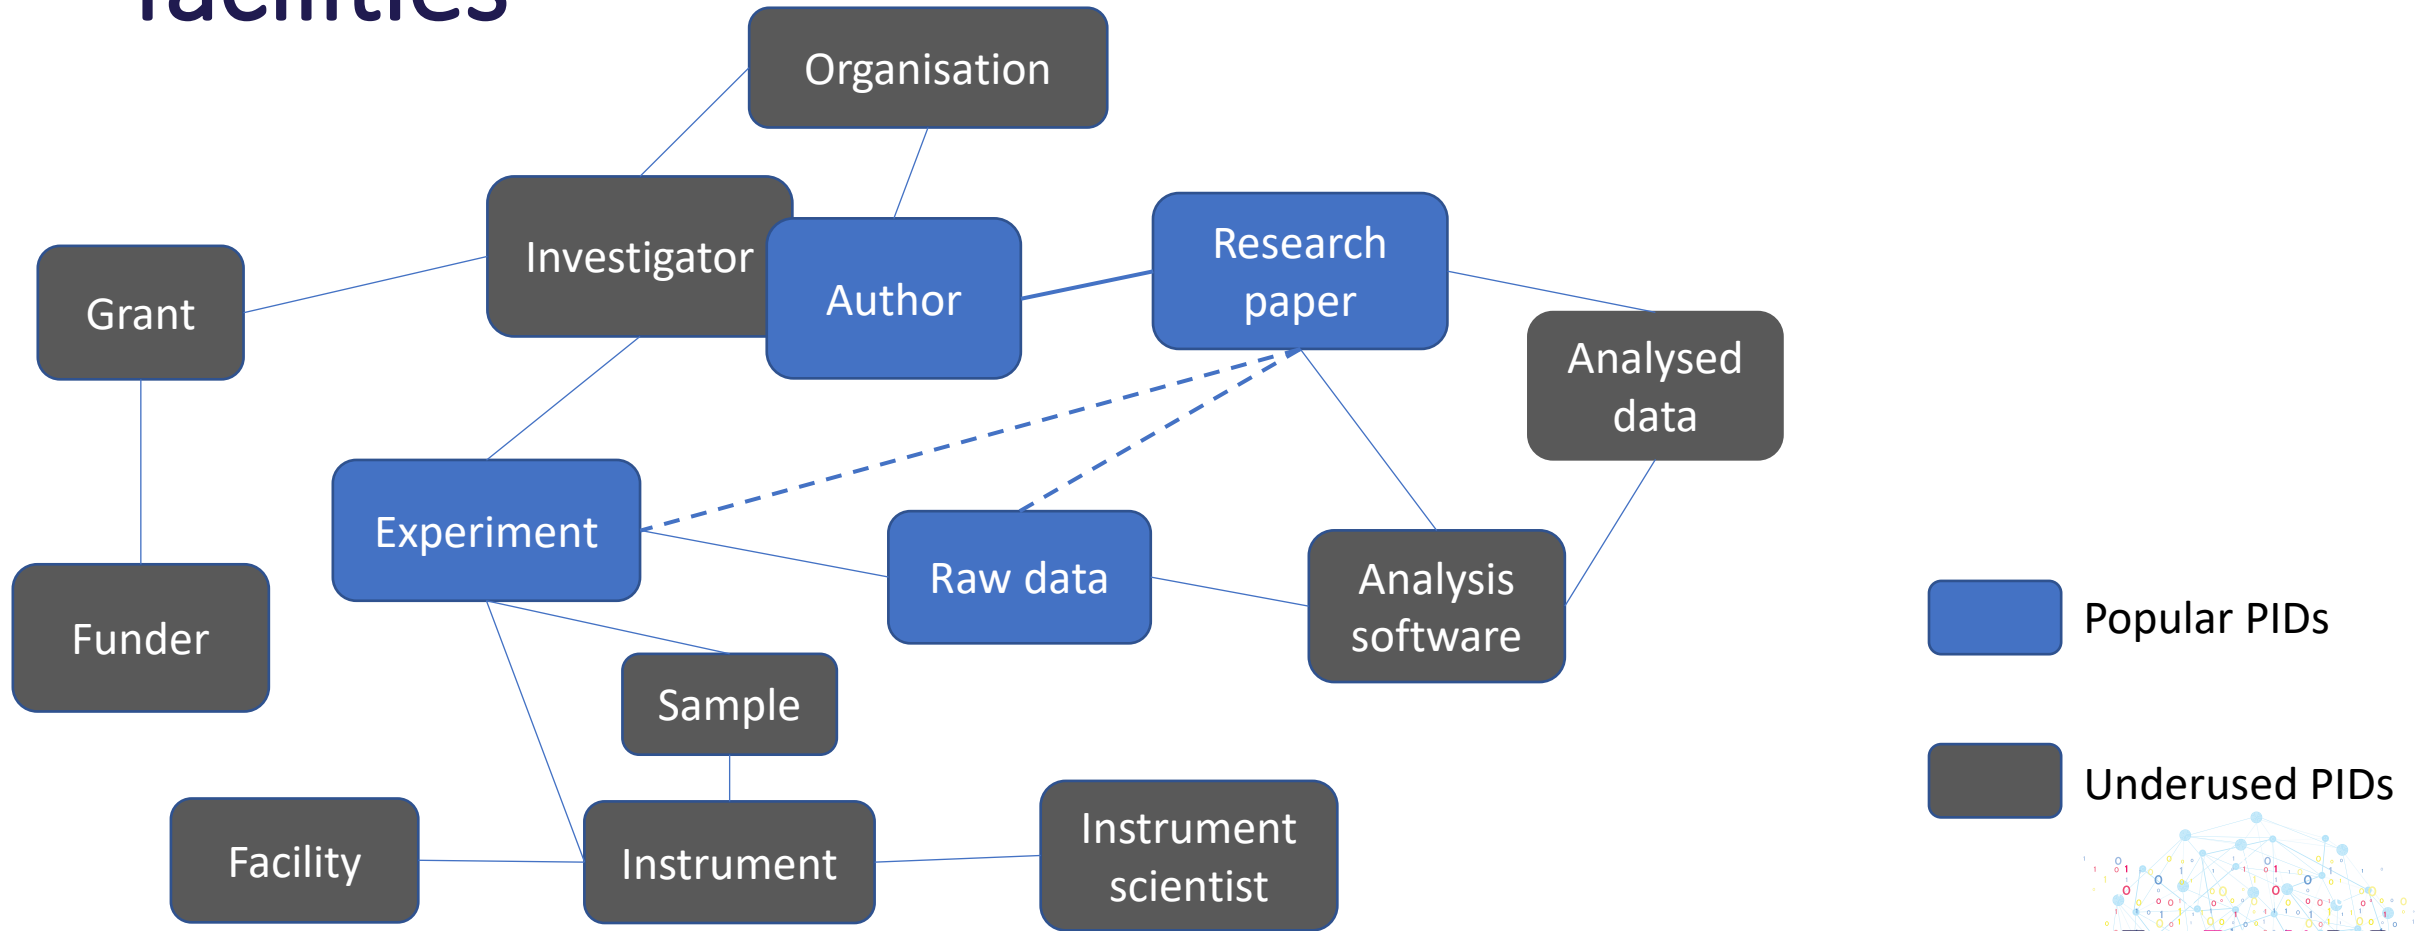 facilities
Organisation
Investigator
Author
Research
paper
Grant
Analysed
data
Experiment
Raw data
Analysis
software
Funder
Sample
Facility
Instrument
Instrument
scientist
Popular PIDs
Underused PIDs